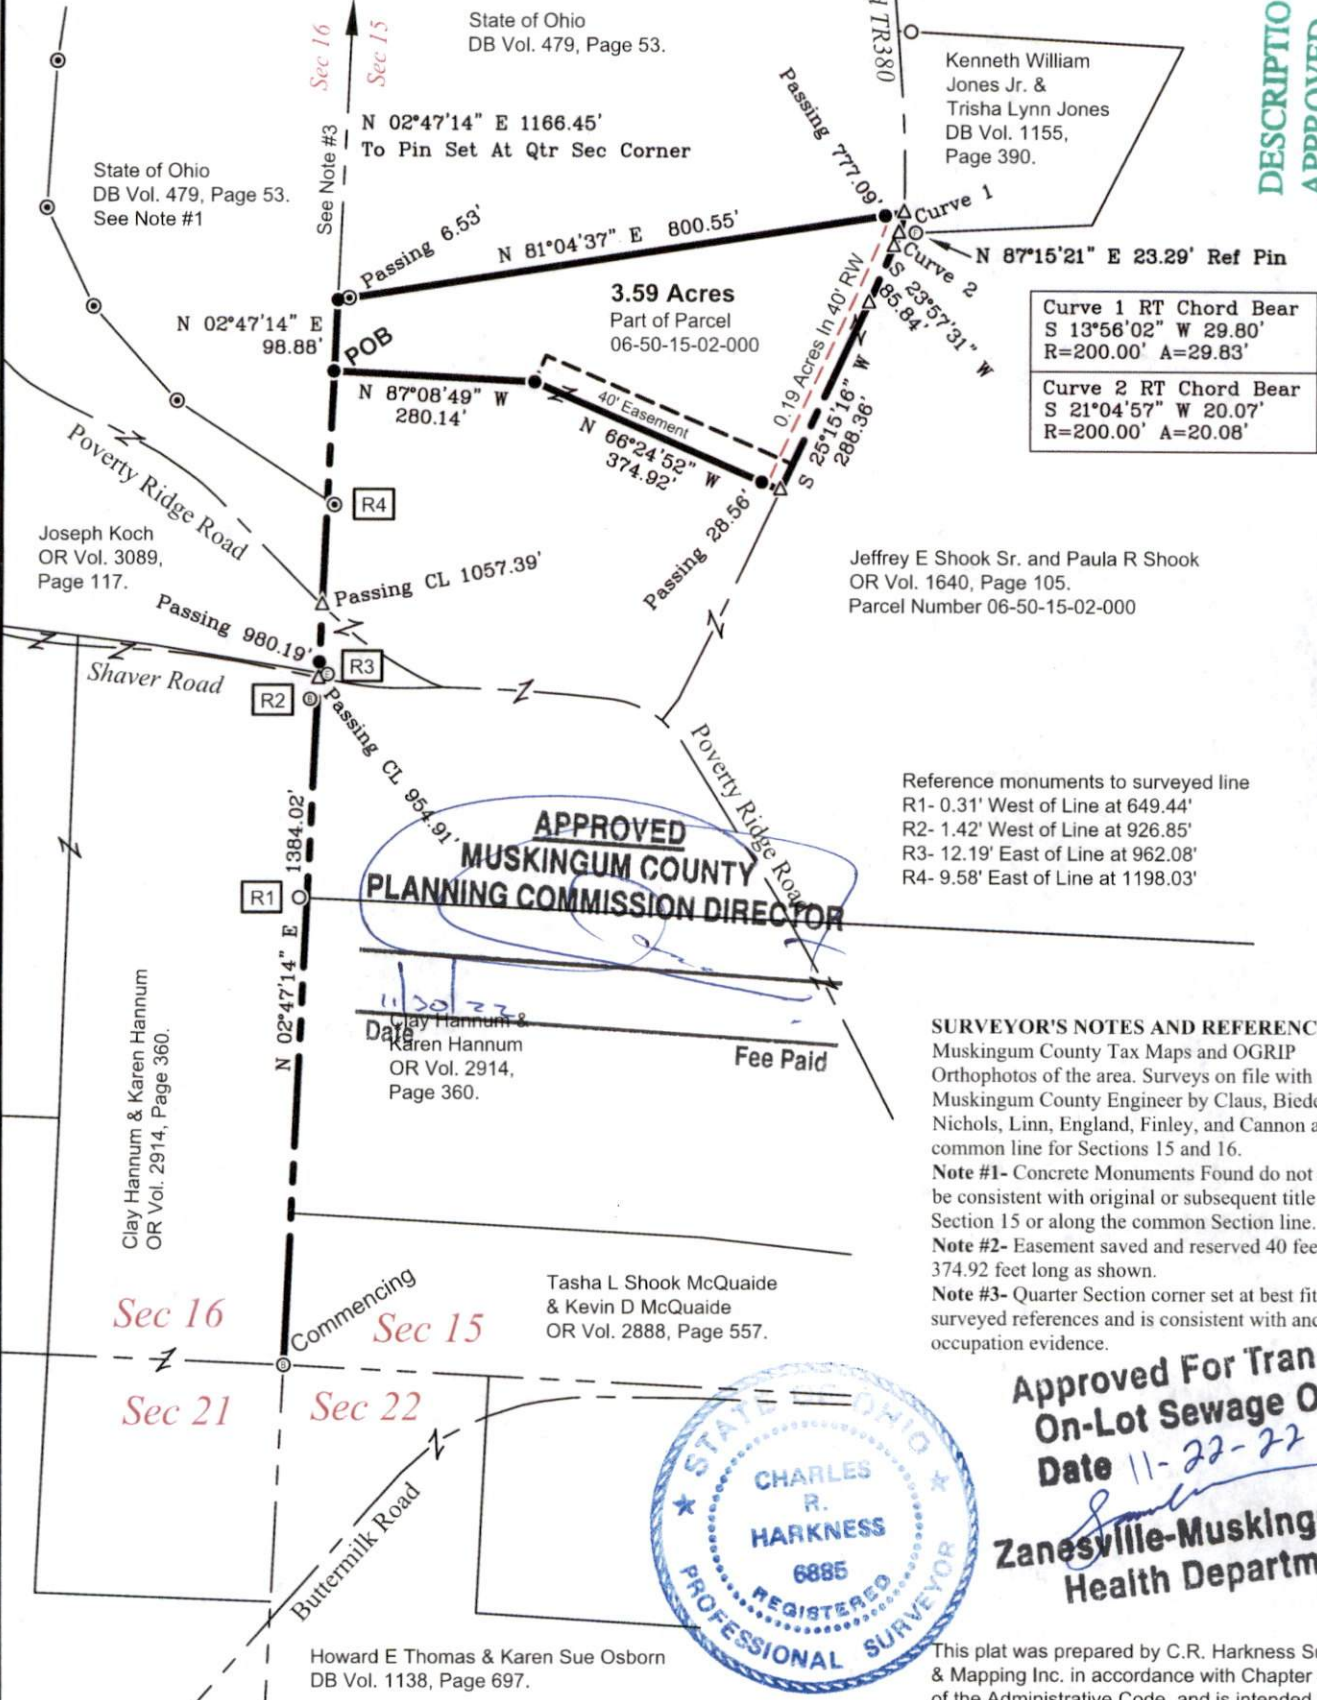 State of Ohio
DB Vol. 479, Page 53.
Sec 16
Sec 15
TR380
Kenneth William
Jones Jr. &
Trisha Lynn Jones
DB Vol. 1155,
Page 390.
N 02°47'14" E 1166.45'
To Pin Set At Qtr Sec Corner
See Note #3
State of Ohio
DB Vol. 479, Page 53.
See Note #1
Passing 777.09'
Passing 6.53'
N 81°04'37" E 800.55'
Curve 1
N 87°15'21" E 23.29' Ref Pin
Curve 2
S 23°57'31" W
85.84'
3.59 Acres
Part of Parcel
06-50-15-02-000
0.19 Acres In 40' RW
Curve 1 RT Chord Bear
S 13°56'02" W 29.80'
R=200.00' A=29.83'
Curve 2 RT Chord Bear
S 21°04'57" W 20.07'
R=200.00' A=20.08'
N 02°47'14" E
98.88'
POB
N 87°08'49" W
280.14'
40' Easement
N 66°24'52" W
374.92'
S 25°15'16" W
288.36'
Passing 28.56'
Poverty Ridge Road
R4
Joseph Koch
OR Vol. 3089,
Page 117.
Passing CL 1057.39'
Jeffrey E Shook Sr. and Paula R Shook
OR Vol. 1640, Page 105.
Parcel Number 06-50-15-02-000
Passing 980.19'
R3
Shaver Road
R2
Passing CL 954.91'
Poverty Ridge Road
Reference monuments to surveyed line
R1- 0.31' West of Line at 649.44'
R2- 1.42' West of Line at 926.85'
R3- 12.19' East of Line at 962.08'
R4- 9.58' East of Line at 1198.03'
APPROVED
MUSKINGUM COUNTY
PLANNING COMMISSION DIRECTOR
R1
N 02°47'14" E 1384.02'
11/30/22
Date
Fee Paid
Clay Hannum &
Karen Hannum
OR Vol. 2914,
Page 360.
Clay Hannum & Karen Hannum
OR Vol. 2914, Page 360.
SURVEYOR'S NOTES AND REFERENC
Muskingum County Tax Maps and OGRIP
Orthophotos of the area. Surveys on file with
Muskingum County Engineer by Claus, Biede
Nichols, Linn, England, Finley, and Cannon a
common line for Sections 15 and 16.
Note #1- Concrete Monuments Found do not
be consistent with original or subsequent title
Section 15 or along the common Section line.
Note #2- Easement saved and reserved 40 fee
374.92 feet long as shown.
Note #3- Quarter Section corner set at best fit
surveyed references and is consistent with anc
occupation evidence.
Commencing
Sec 16
Sec 15
Tasha L Shook McQuaide
& Kevin D McQuaide
OR Vol. 2888, Page 557.
Sec 21
Sec 22
Buttermilk Road
STATE OF OHIO
CHARLES
R.
HARKNESS
6885
REGISTERED
PROFESSIONAL SURVEYOR
Approved For Tran
On-Lot Sewage O
Date 11-22-22
Zanesville-Musking
Health Departm
Howard E Thomas & Karen Sue Osborn
DB Vol. 1138, Page 697.
This plat was prepared by C.R. Harkness S
& Mapping Inc. in accordance with Chapter
of the Administrative Code, and is intended
DESCRIPTIO
APPROVED